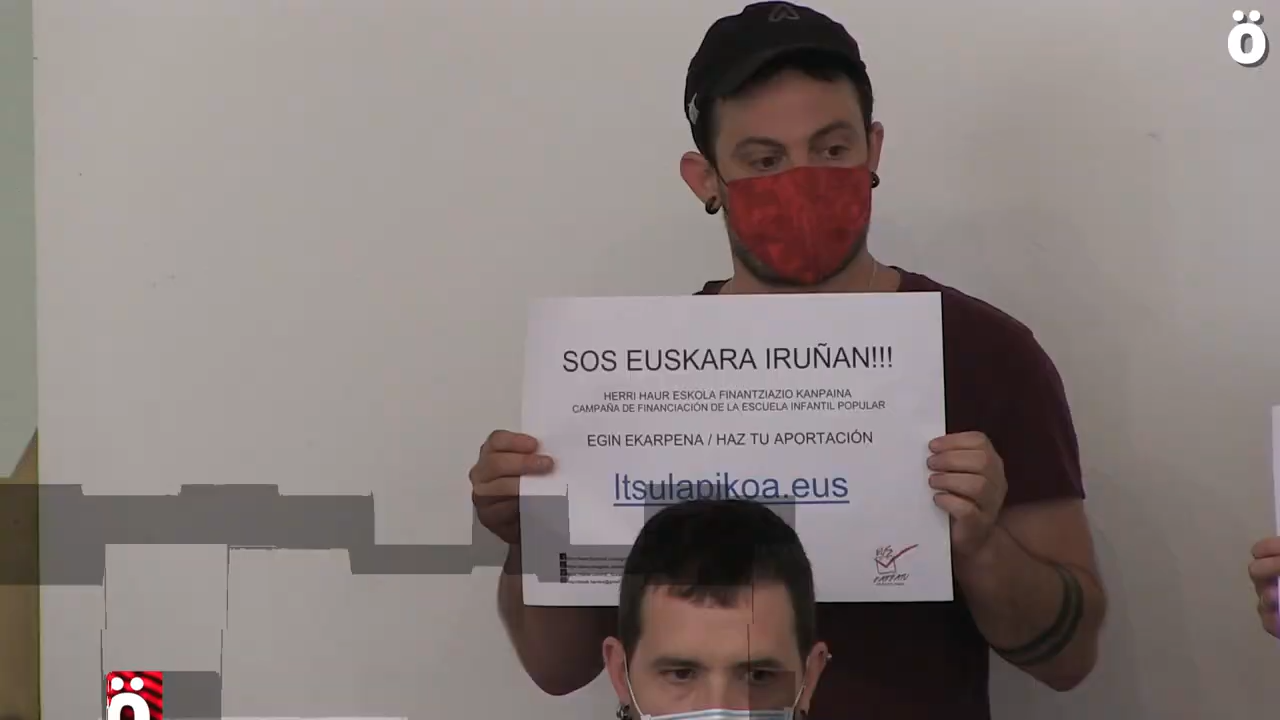 ö
SOS EUSKARA IRUÑAN!!!
HERRI HAUR ESKOLA FINANTZIAZIO KANPAINA
CAMPAÑA DE FINANCIACIÓN DE LA ESCUELA INFANTIL POPULAR
EGIN EKARPENA / HAZ TU APORTACIÓN
Itsulapikoa.eus
ö